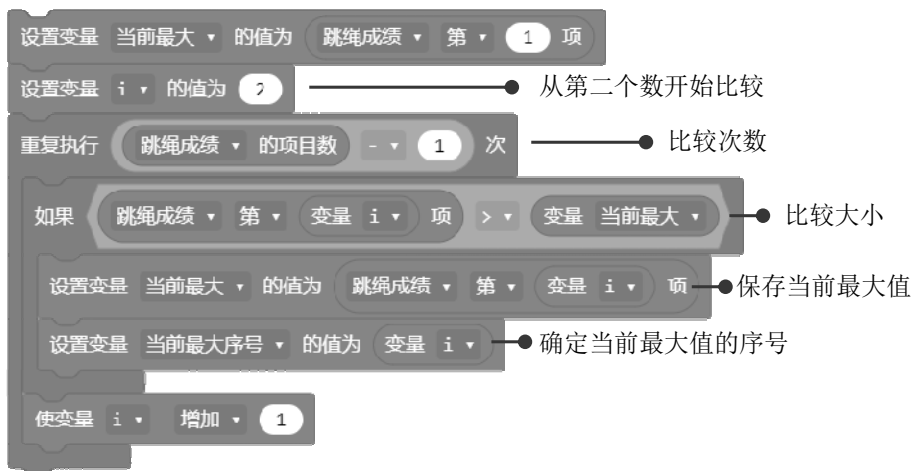 设置变量 当前最大 的值为 跳绳成绩 第 1 项
设置变量 i 的值为 2 从第二个数开始比较
重复执行 跳绳成绩 的项目数 - 1 次 比较次数
如果 跳绳成绩 第 变量 i 项 > 变量 当前最大 比较大小
设置变量 当前最大 的值为 跳绳成绩 第 变量 i 项 保存当前最大值
设置变量 当前最大序号 的值为 变量 i 确定当前最大值的序号
使变量 i 增加 1